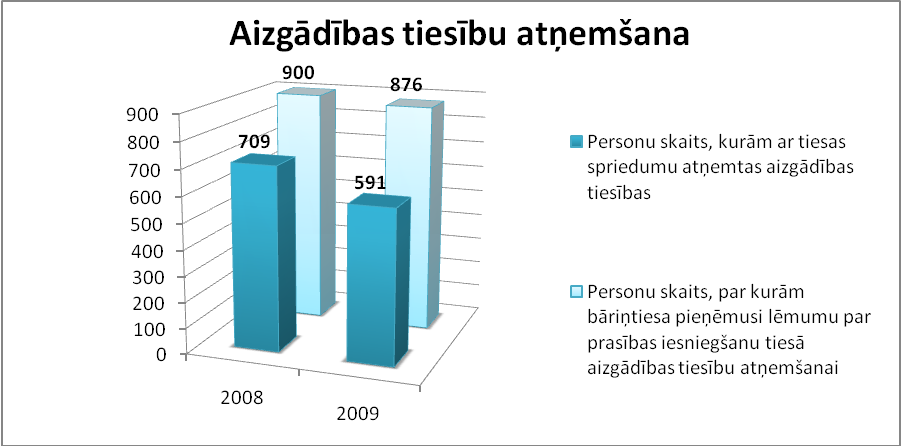 Aizgādības tiesību atņemšana
900
876
709
591
900
800
700
600
500
400
300
200
100
0
2008
2009
Personu skaits, kurām ar tiesas
spriedumu atņemtas aizgādības
tiesības
Personu skaits, par kurām
bāriņtiesa pieņēmusi lēmumu par
prasības iesniegšanu tiesā
aizgādības tiesību atņemšanai